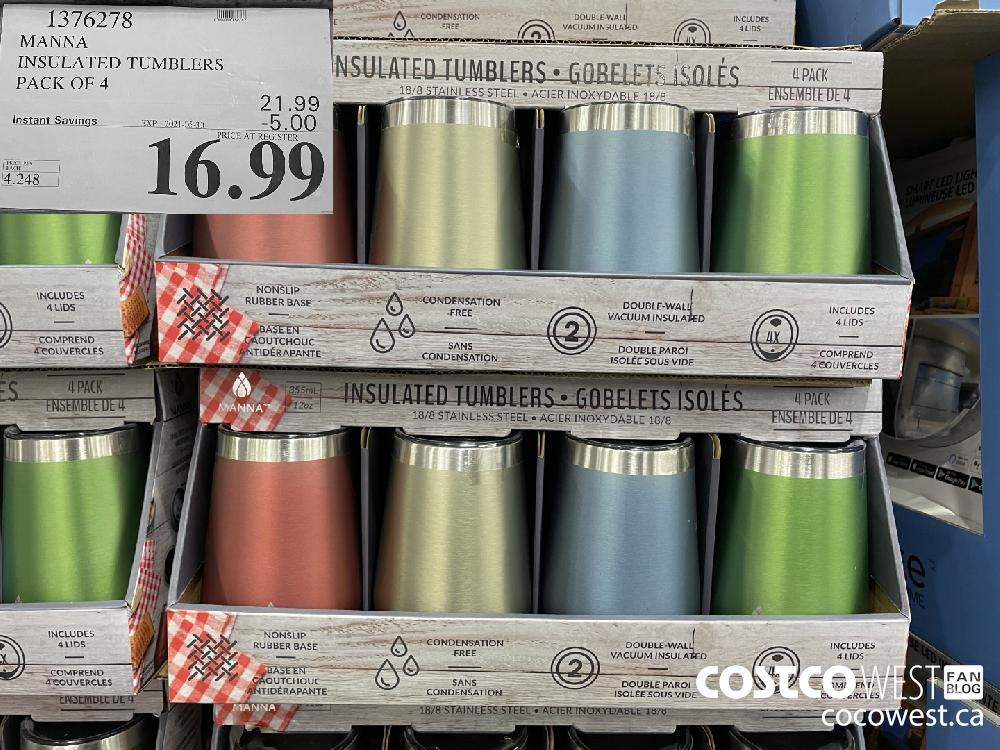 1376278
MANNA
INSULATED TUMBLERS
PACK OF 4
21.99
Instant Savings
-5.00
PRICE AT REGISTER
16.99
4.248
CONDENSATION
-FREE
DOUBLE-WALL
VACUUM INSULATED
4X
INCLUDES
4 LIDS
INSULATED TUMBLERS • GOBELETS ISOLÉS
4 PACK
18/8 STAINLESS STEEL • ACIER INOXYDABLE 18/8
ENSEMBLE DE 4
SMART LED LIGH
LUMINEUSE LED
INCLUDES
4 LIDS
COMPREND
4 COUVERCLES
NONSLIP
RUBBER BASE
BASE EN
CAOUTCHOUC
ANTIDÉRAPANTE
CONDENSATION
-FREE
SANS
CONDENSATION
2
DOUBLE-WALL
VACUUM INSULATED
DOUBLE PAROI
ISOLÉE SOUS VIDE
4X
INCLUDES
4 LIDS
COMPREND
4 COUVERCLES
ES
4 PACK
ENSEMBLE DE 4
MANNA
355mL
12oz
INSULATED TUMBLERS • GOBELETS ISOLÉS
4 PACK
18/8 STAINLESS STEEL • ACIER INOXYDABLE 18/8
ENSEMBLE DE 4
INCLUDES
4 LIDS
COMPREND
4 COUVERCLES
NONSLIP
RUBBER BASE
BASE EN
CAOUTCHOUC
ANTIDÉRAPANTE
CONDENSATION
-FREE
SANS
CONDENSATION
2
DOUBLE-WALL
VACUUM INSULATED
DOUBLE PAROI
ISOLÉE SOUS VIDE
INCLUDES
4 LIDS
COSTCO WEST FAN BLOG
cocowest.ca
ENSEMBLE DE 4
MANNA
18/8 STAINLESS STEEL • ACIER INOXYDABLE 18/8